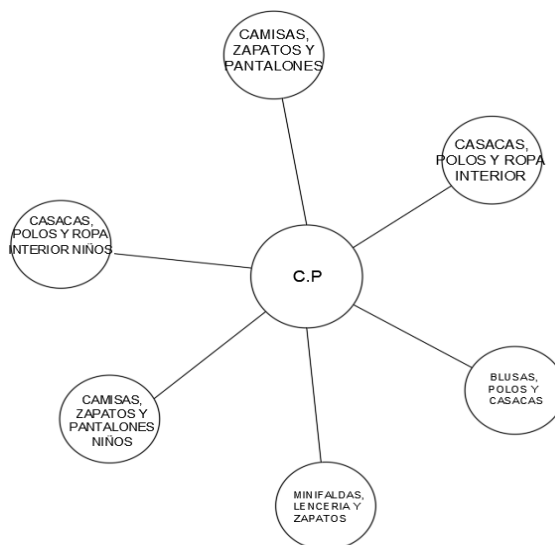 CAMISAS,
ZAPATOS Y
PANTALONES
CASACAS,
POLOS Y ROPA
INTERIOR
CASACAS,
POLOS Y ROPA
INTERIOR NIÑOS
C.P
BLUSAS,
POLOS Y
CASACAS
CAMISAS,
ZAPATOS Y
PANTALONES
NIÑOS
MINIFALDAS,
LENCERIA Y
ZAPATOS